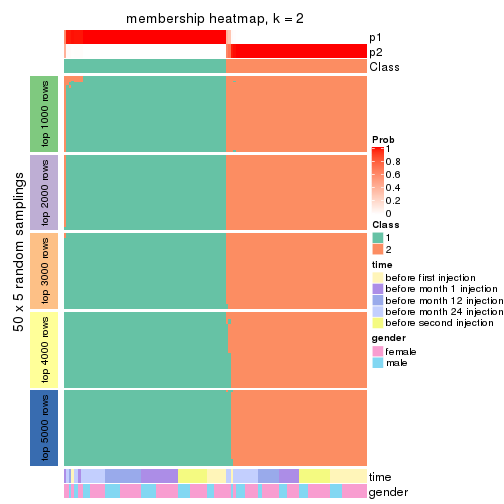 membership heatmap, k = 2
p1
p2
Class
50 x 5 random samplings
top 1000 rows
top 2000 rows
top 3000 rows
top 4000 rows
top 5000 rows
Prob
1
0.8
0.6
0.4
0.2
0
Class
1
2
time
before first injection
before month 1 injection
before month 12 injection
before month 24 injection
before second injection
gender
female
male
time
gender